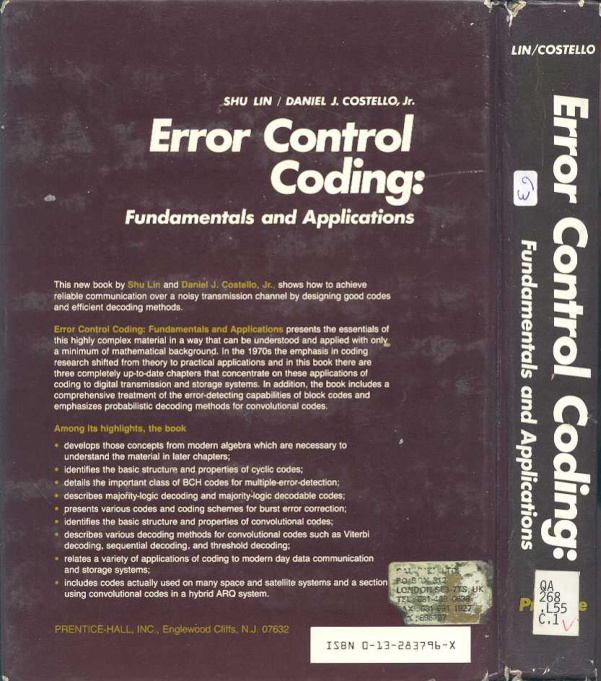 SHU LIN / DANIEL J. COSTELLO, Jr.
Error Control
Coding:
Fundamentals and Applications
This new book by Shu Lin and Daniel J. Costello, Jr., shows how to achieve
reliable communication over a noisy transmission channel by designing good codes
and efficient decoding methods.
Error Control Coding: Fundamentals and Applications presents the essentials of
this highly complex material in a way that can be understood and applied with only
a minimum of mathematical background. In the 1970s the emphasis in coding
research shifted from theory to practical applications and in this book there are
three completely up-to-date chapters that concentrate on these applications of
coding to digital transmission and storage systems. In addition, the book includes a
comprehensive treatment of the error-detecting capabilities of block codes and
emphasizes probabilistic decoding methods for convolutional codes.
Among its highlights, the book
• develops those concepts from modern algebra which are necessary to
understand the material in later chapters;
• identifies the basic structure and properties of cyclic codes;
• details the important class of BCH codes for multiple-error-detection;
• describes majority-logic decoding and majority-logic decodable codes;
• presents various codes and coding schemes for burst error correction;
• identifies the basic structure and properties of convolutional codes;
• describes various decoding methods for convolutional codes such as Viterbi
decoding, sequential decoding, and threshold decoding;
• relates a variety of applications of coding to modern day data communication
and storage systems;
• includes codes actually used on many space and satellite systems and a section
using convolutional codes in a hybrid ARQ system.
PRENTICE-HALL, INC., Englewood Cliffs, N.J. 07632
LONDON 7TS, UK
ISBN 0-13-283796-X
LIN/COSTELLO
Error Control Coding:
Fundamentals and Applications
63
QA
268
.L55
C.1